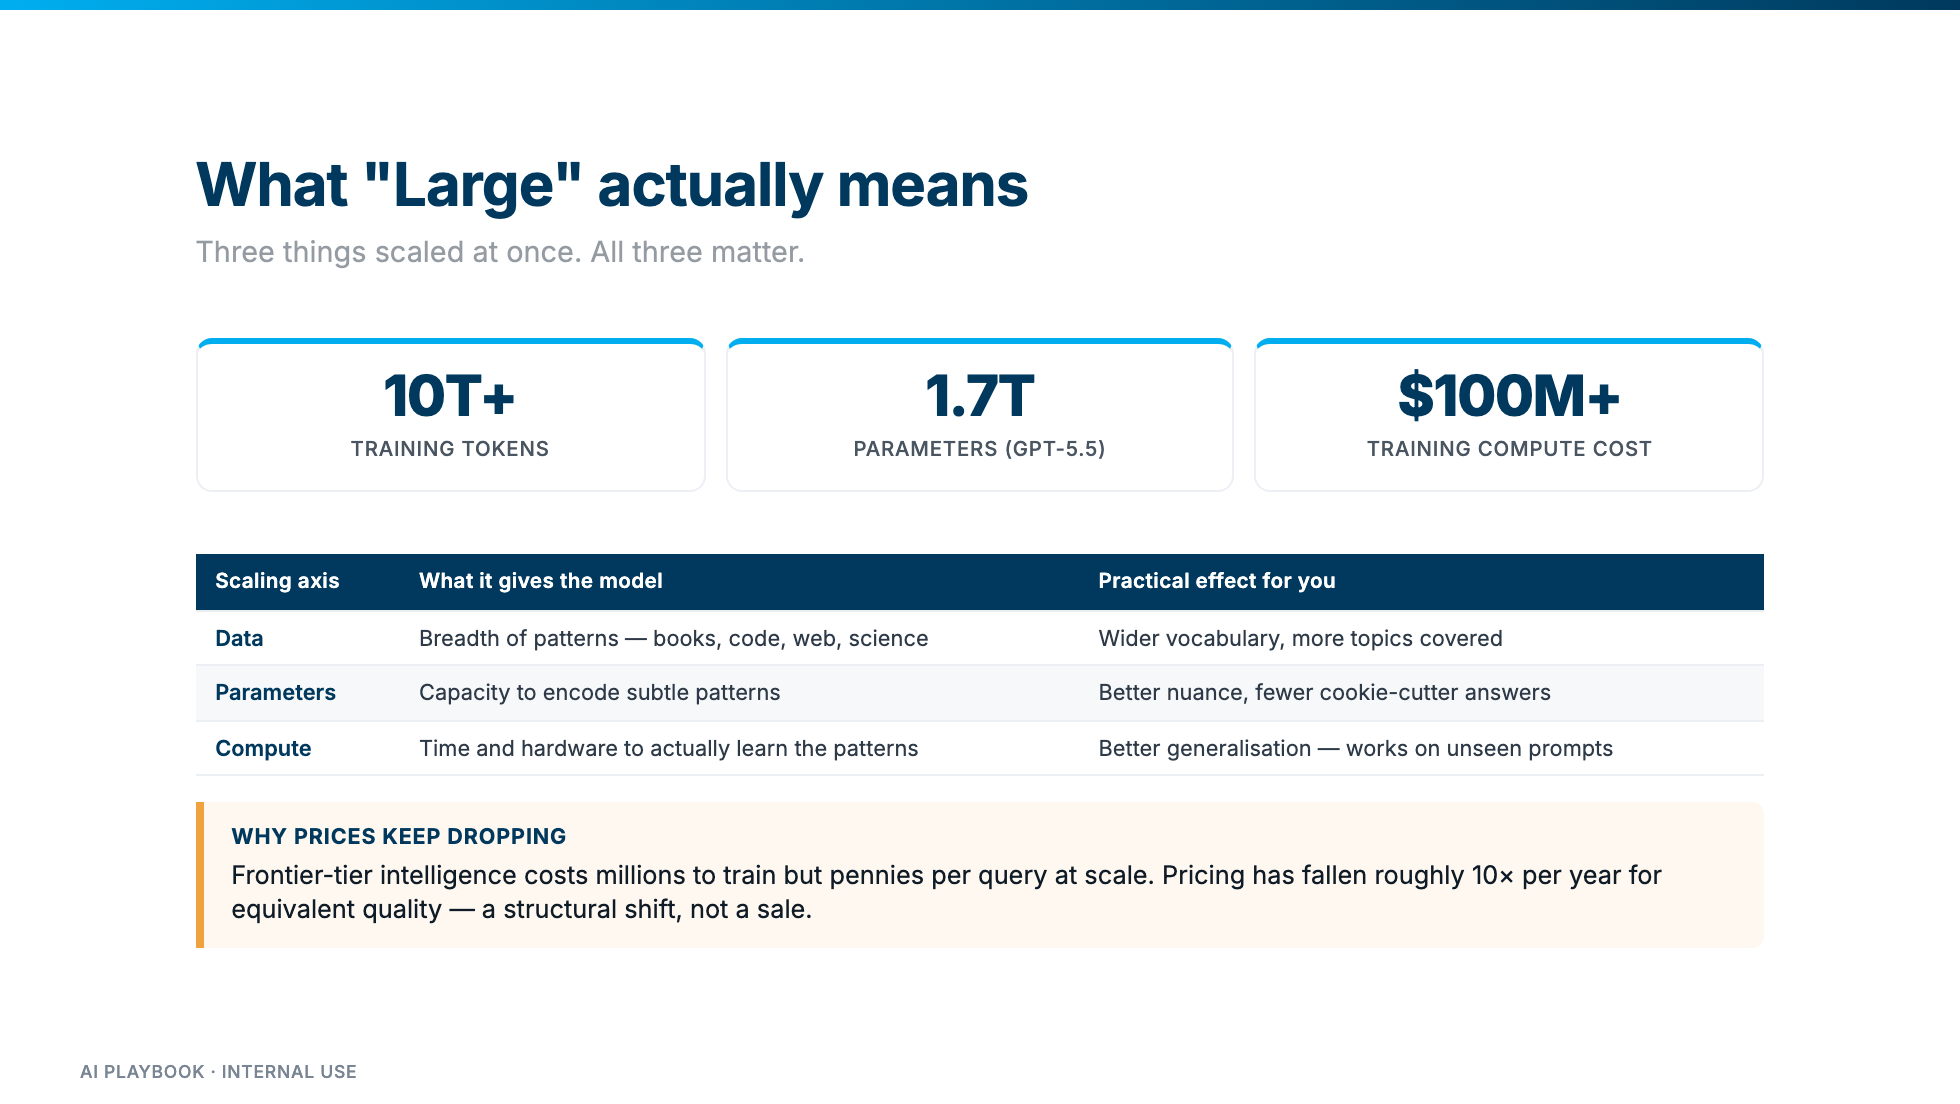 What "Large" actually means
Three things scaled at once. All three matter.
10T+
TRAINING TOKENS
1.7T
PARAMETERS (GPT-5.5)
$100M+
TRAINING COMPUTE COST
Scaling axis What it gives the model Practical effect for you
Data Breadth of patterns — books, code, web, science Wider vocabulary, more topics covered
Parameters Capacity to encode subtle patterns Better nuance, fewer cookie-cutter answers
Compute Time and hardware to actually learn the patterns Better generalisation — works on unseen prompts
WHY PRICES KEEP DROPPING
Frontier-tier intelligence costs millions to train but pennies per query at scale. Pricing has fallen roughly 10× per year for
equivalent quality — a structural shift, not a sale.
AI PLAYBOOK · INTERNAL USE